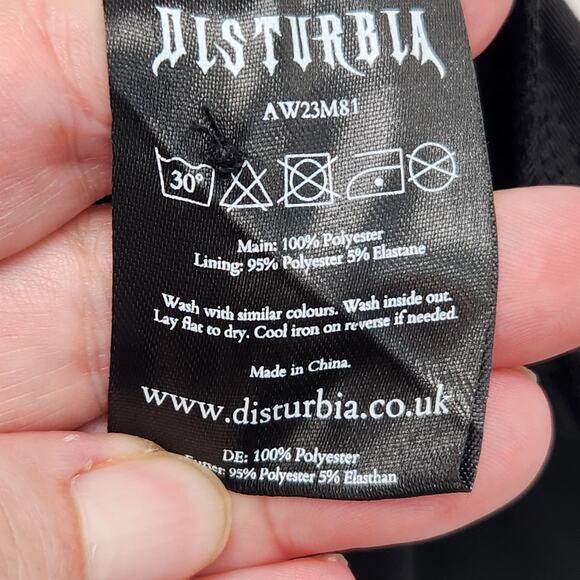 DISTURBIA
AW23M81
30°
Main: 100% Polyester
Lining: 95% Polyester 5% Elastane
Wash with similar colours. Wash inside out.
Lay flat to dry. Cool iron on reverse if needed.
Made in China.
www.disturbia.co.uk
DE: 100% Polyester
95% Polyester 5% Elasthan